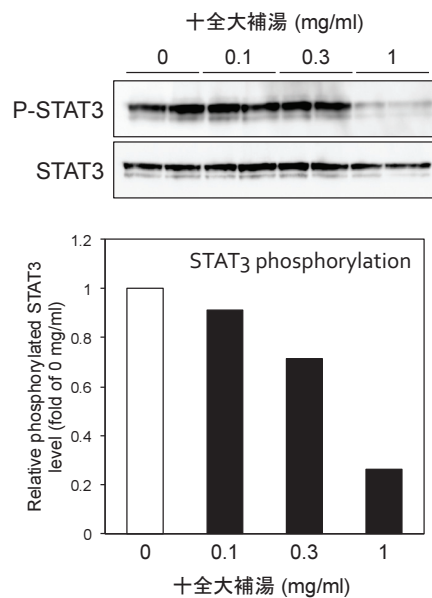 十全大補湯 (mg/ml)
0 0.1 0.3 1
P-STAT3
STAT3
STAT3 phosphorylation
Relative phosphorylated STAT3
level (fold of 0 mg/ml)
1.2
1
0.8
0.6
0.4
0.2
0
0 0.1 0.3 1
十全大補湯 (mg/ml)